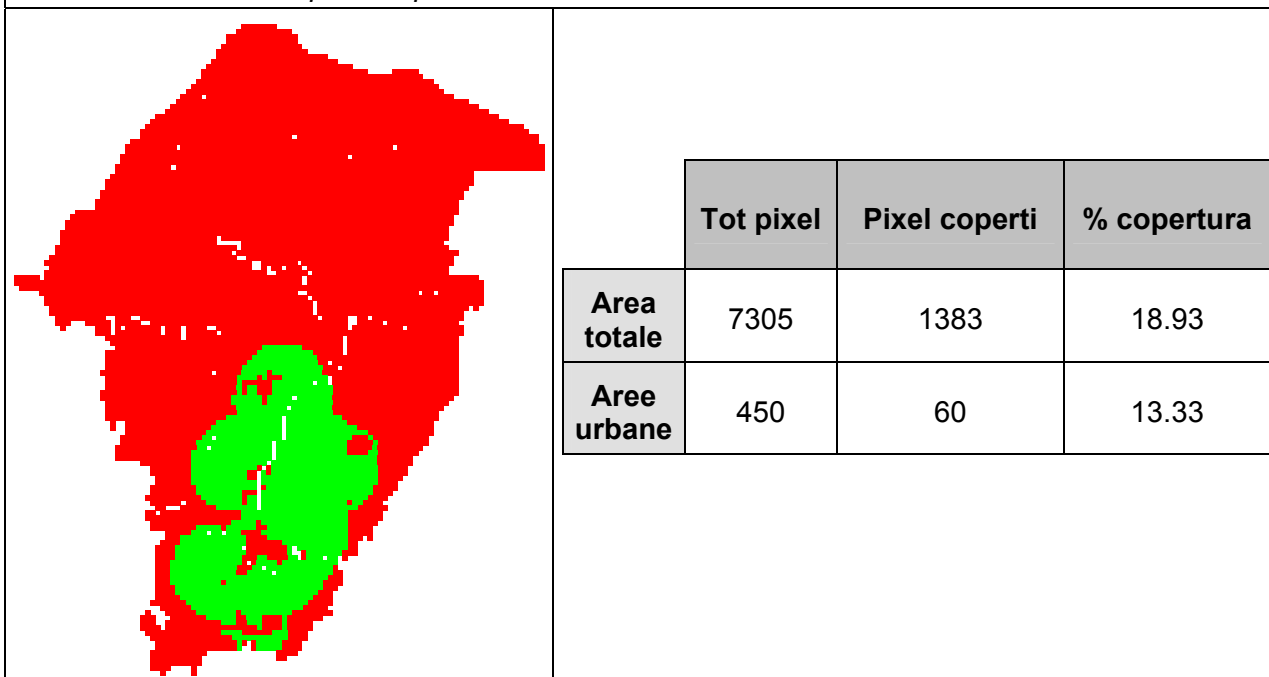 Tot pixel Pixel coperti % copertura
Area totale 7305 1383 18.93
Aree urbane 450 60 13.33